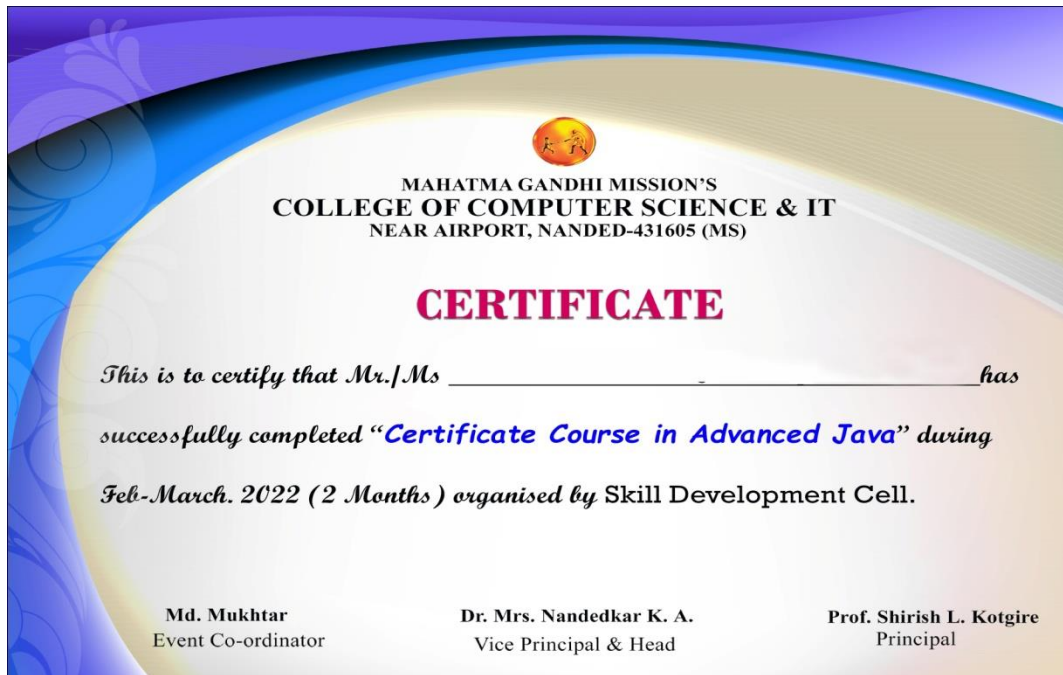 MAHATMA GANDHI MISSION'S
COLLEGE OF COMPUTER SCIENCE & IT
NEAR AIRPORT, NANDED-431605 (MS)
CERTIFICATE
This is to certify that Mr./Ms ____________________ has
successfully completed “Certificate Course in Advanced Java” during
Feb-March. 2022 (2 Months) organised by Skill Development Cell.
Md. Mukhtar
Event Co-ordinator
Dr. Mrs. Nandedkar K. A.
Vice Principal & Head
Prof. Shirish L. Kotgire
Principal